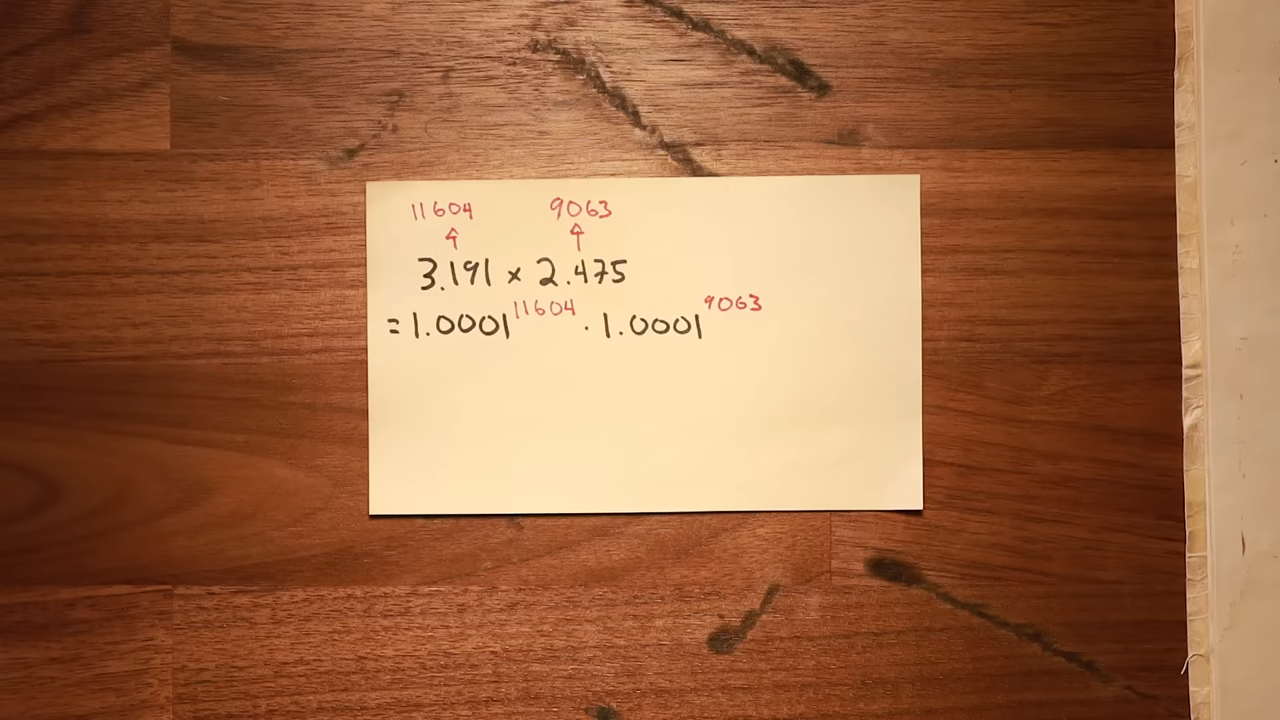 11604 9063
↑ ↑
3.191 × 2.475
= 1.0001^11604 · 1.0001^9063